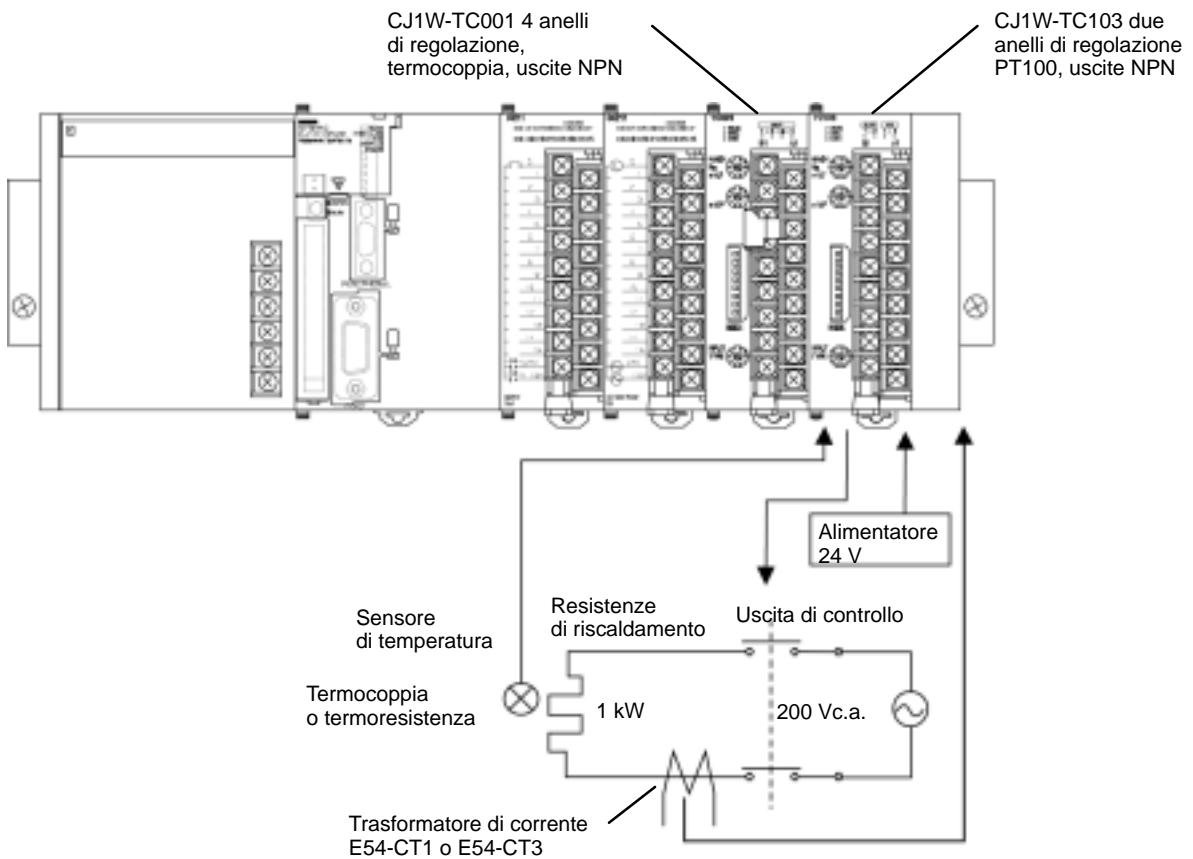 CJ1W-TC001 4 anelli
di regolazione,
termocoppia, uscite NPN
CJ1W-TC103 due
anelli di regolazione
PT100, uscite NPN
Alimentatore
24 V
Sensore
di temperatura
Resistenze
di riscaldamento
Uscita di controllo
Termocoppia
o termoresistenza
1 kW
200 Vc.a.
Trasformatore di corrente
E54-CT1 o E54-CT3